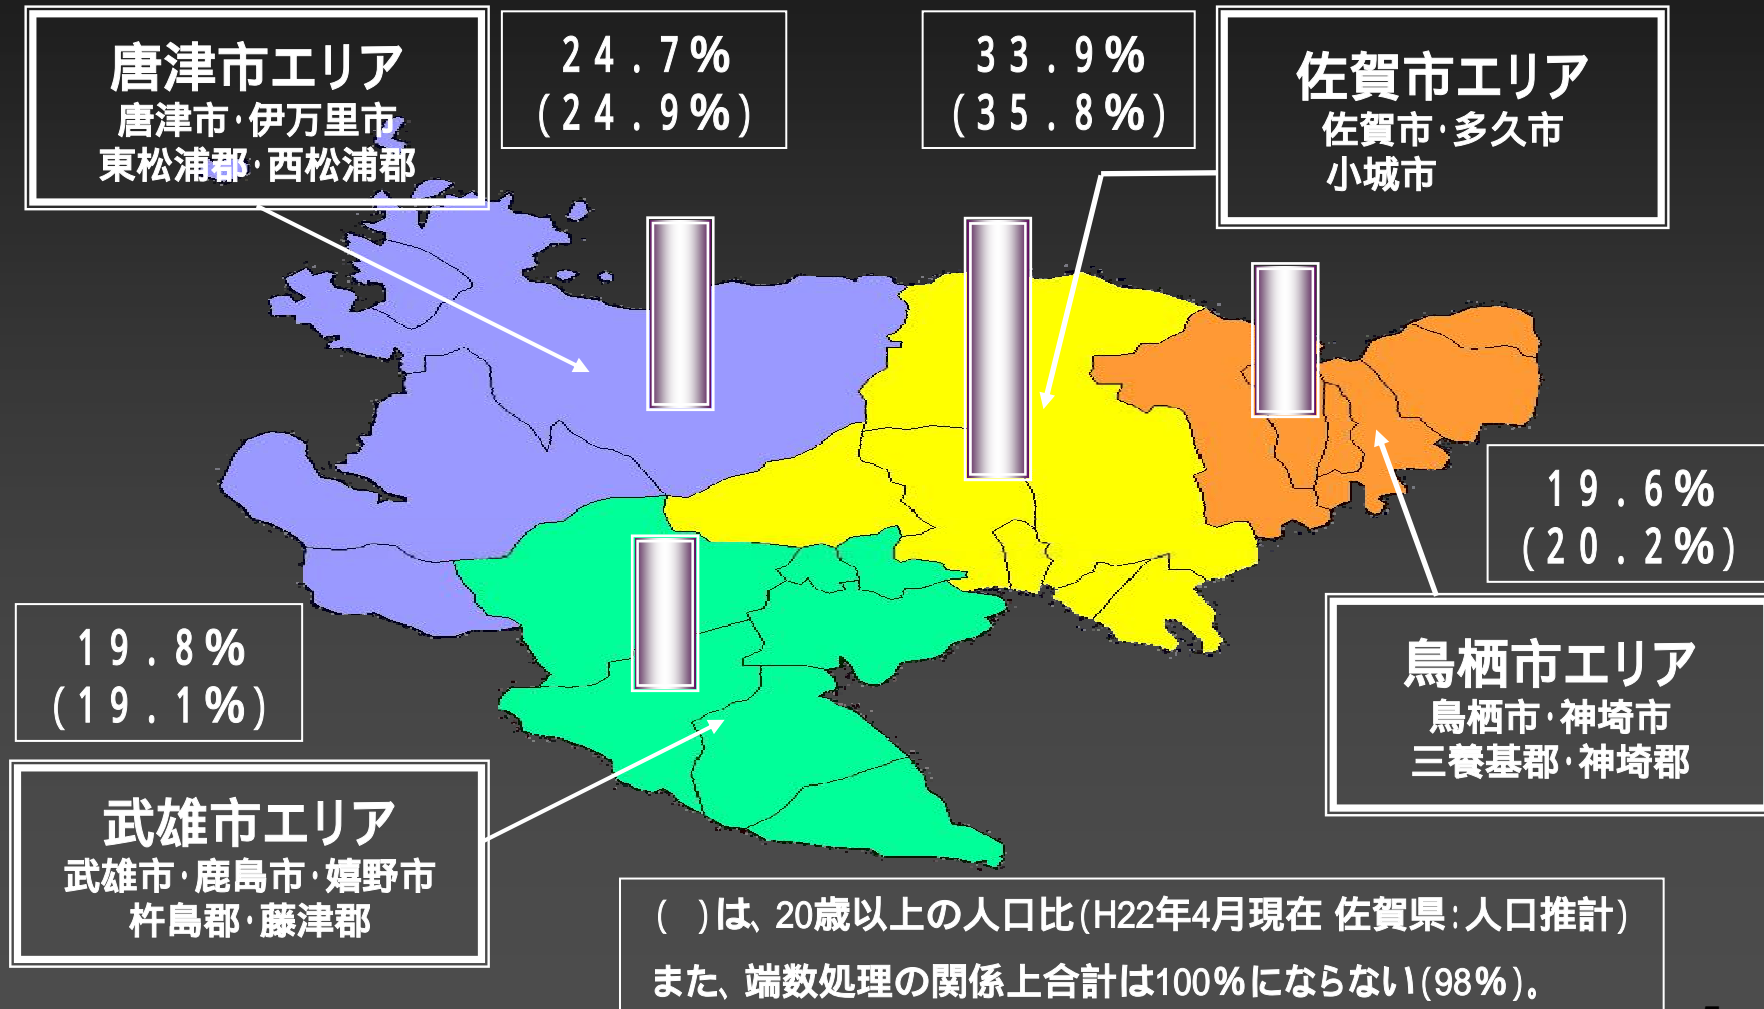 唐津市エリア
唐津市・伊万里市
東松浦郡・西松浦郡
24.7%
(24.9%)
33.9%
(35.8%)
佐賀市エリア
佐賀市・多久市
小城市
19.6%
(20.2%)
鳥栖市エリア
鳥栖市・神埼市
三養基郡・神埼郡
19.8%
(19.1%)
武雄市エリア
武雄市・鹿島市・嬉野市
杵島郡・藤津郡
( )は、20歳以上の人口比(H22年4月現在 佐賀県:人口推計)
また、端数処理の関係上合計は100%にならない(98%)。